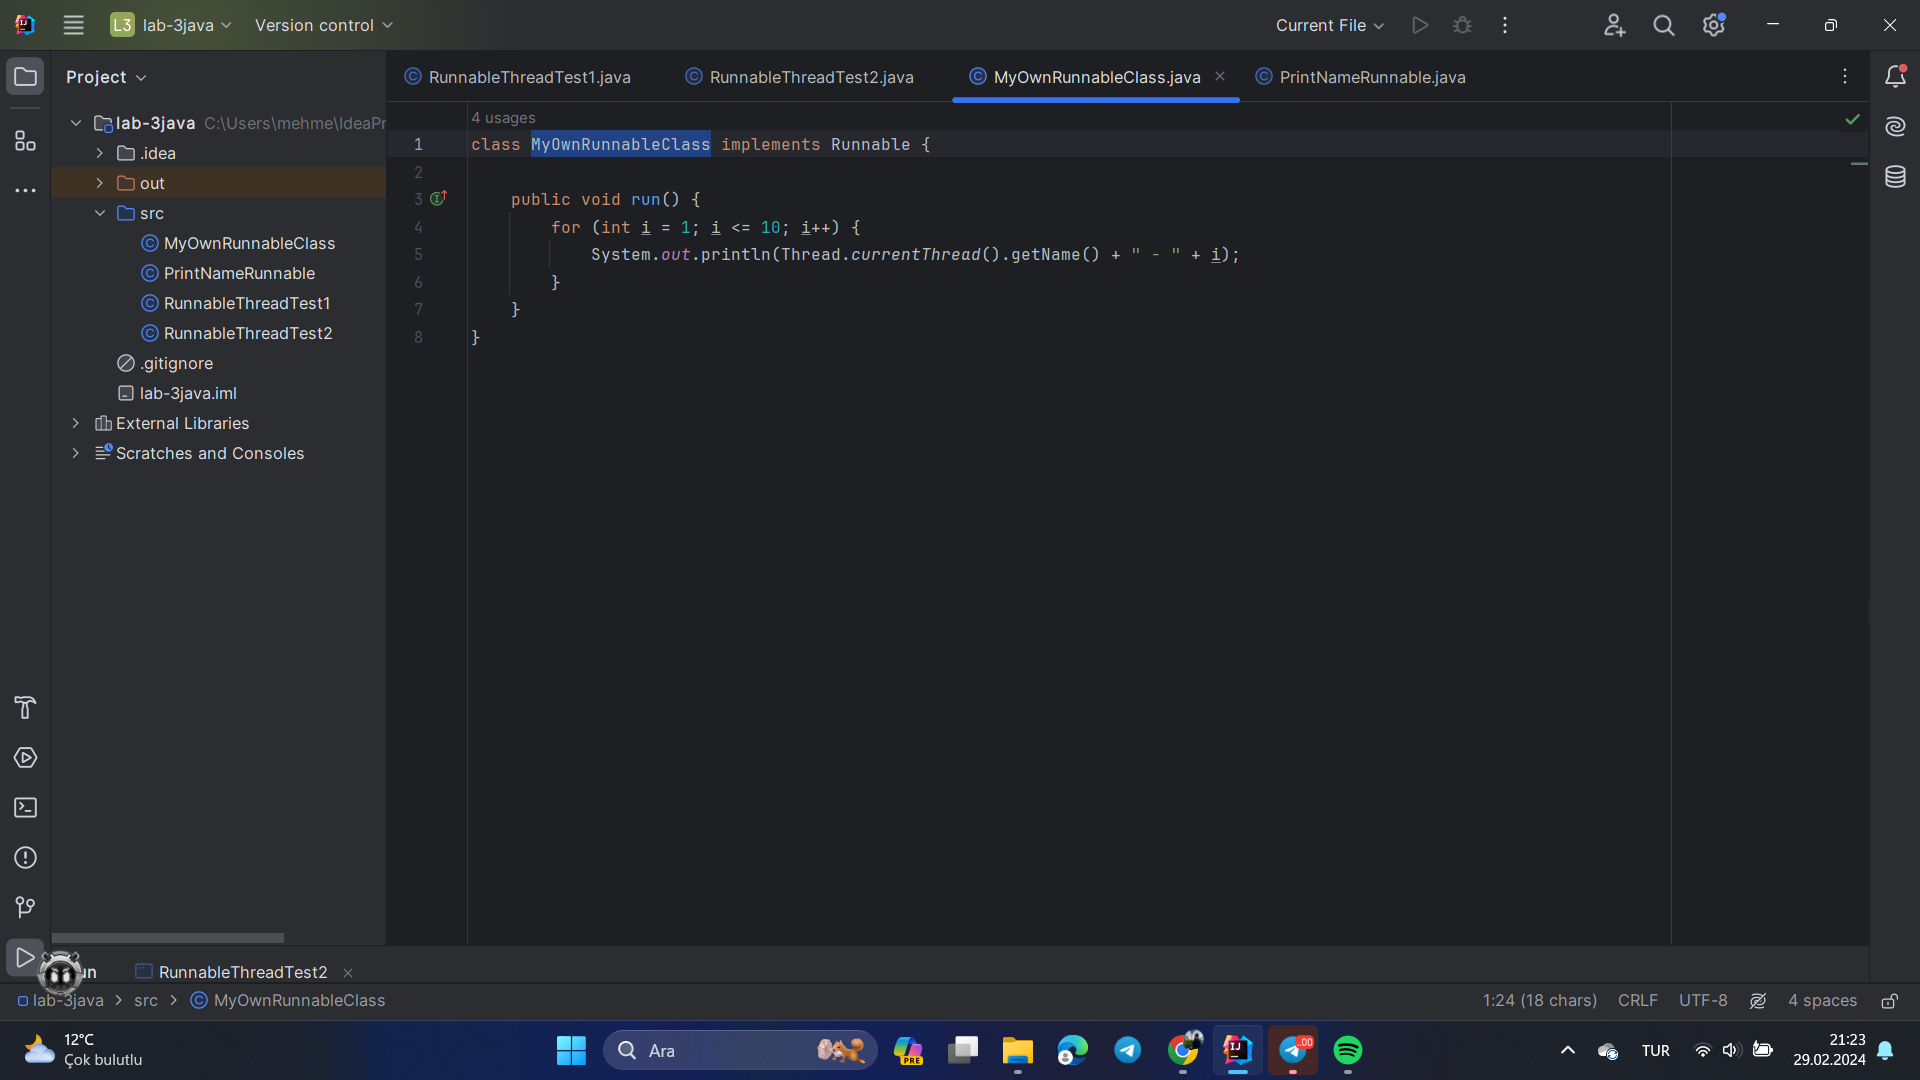 L3 lab-3java Version control Current File
Project
RunnableThreadTest1.java RunnableThreadTest2.java MyOwnRunnableClass.java PrintNameRunnable.java
lab-3java C:\Users\mehme\IdeaPr
.idea
out
src
MyOwnRunnableClass
PrintNameRunnable
RunnableThreadTest1
RunnableThreadTest2
.gitignore
lab-3java.iml
External Libraries
Scratches and Consoles
4 usages
1 class MyOwnRunnableClass implements Runnable {
2
3 public void run() {
4 for (int i = 1; i <= 10; i++) {
5 System.out.println(Thread.currentThread().getName() + " - " + i);
6 }
7 }
8 }
RunnableThreadTest2
lab-3java > src > MyOwnRunnableClass 1:24 (18 chars) CRLF UTF-8 4 spaces
12°C
Çok bulutlu
Ara
PRE
TUR
21:23
29.02.2024